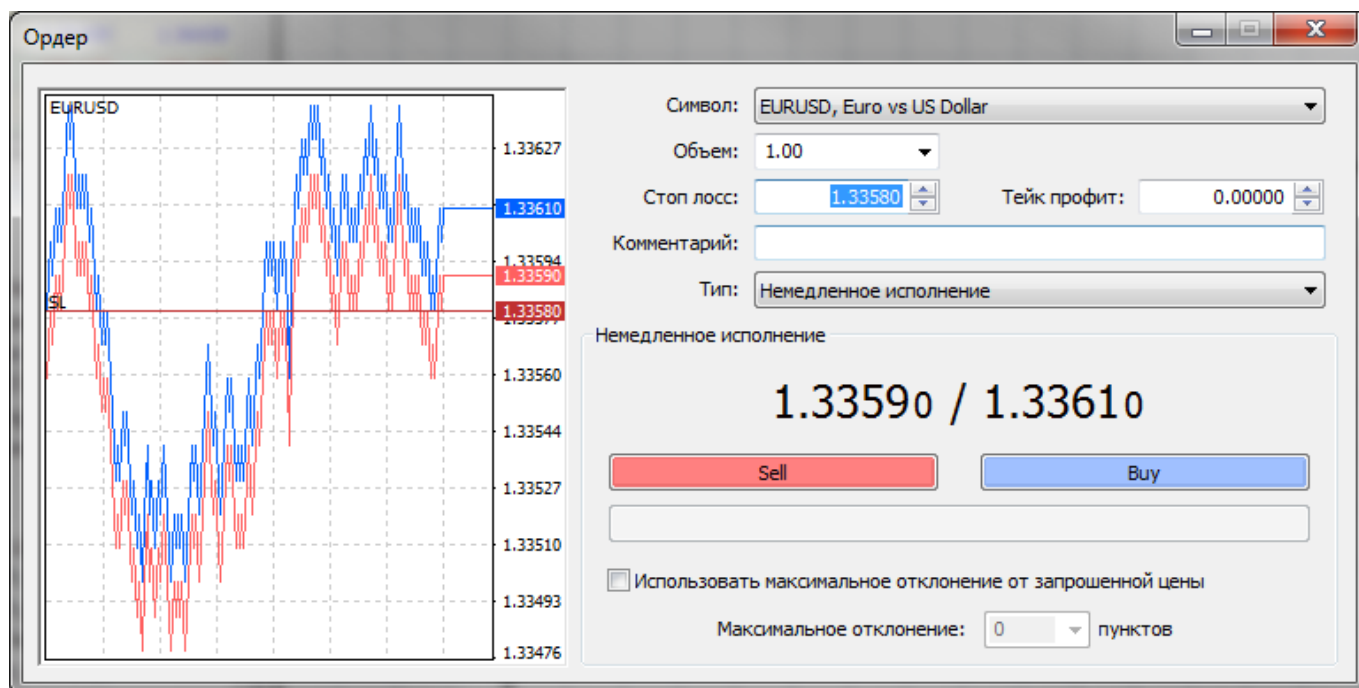 Ордер
EURUSD
1.33627
1.33610
1.33594
1.33590
SL
1.33580
1.33577
1.33560
1.33544
1.33527
1.33510
1.33493
1.33476
Символ: EURUSD, Euro vs US Dollar
Объем: 1.00
Стоп лосс: 1.33580 Тейк профит: 0.00000
Комментарий:
Тип: Немедленное исполнение
Немедленное исполнение
1.33590 / 1.33610
Sell Buy
Использовать максимальное отклонение от запрошенной цены
Максимальное отклонение: 0 пунктов